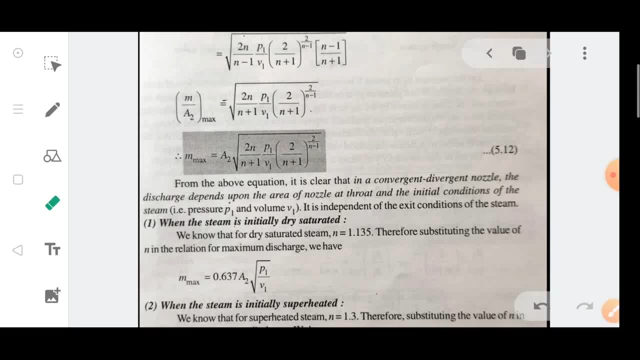 = √(2n/(n−1) p₁/v₁ (2/(n+1))^(2/(n−1)) [(n−1)/(n+1)])
(m/A₂)max = √(2n/(n+1) p₁/v₁ (2/(n+1))^(2/(n−1)) .
∴ mmax = A₂ √(2n/(n+1) p₁/v₁ (2/(n+1))^(2/(n−1))) ...(5.12)
From the above equation, it is clear that in a convergent-divergent nozzle, the
discharge depends upon the area of nozzle at throat and the initial conditions of the
steam (i.e. pressure p₁ and volume v₁). It is independent of the exit conditions of the steam.
(1) When the steam is initially dry saturated :
We know that for dry saturated steam, n = 1.135. Therefore substituting the value of
n in the relation for maximum discharge, we have
mmax = 0.637 A₂ √(p₁/v₁)
(2) When the steam is initially superheated :
We know that for superheated steam, n = 1.3. Therefore, substituting the value of n in
Tт